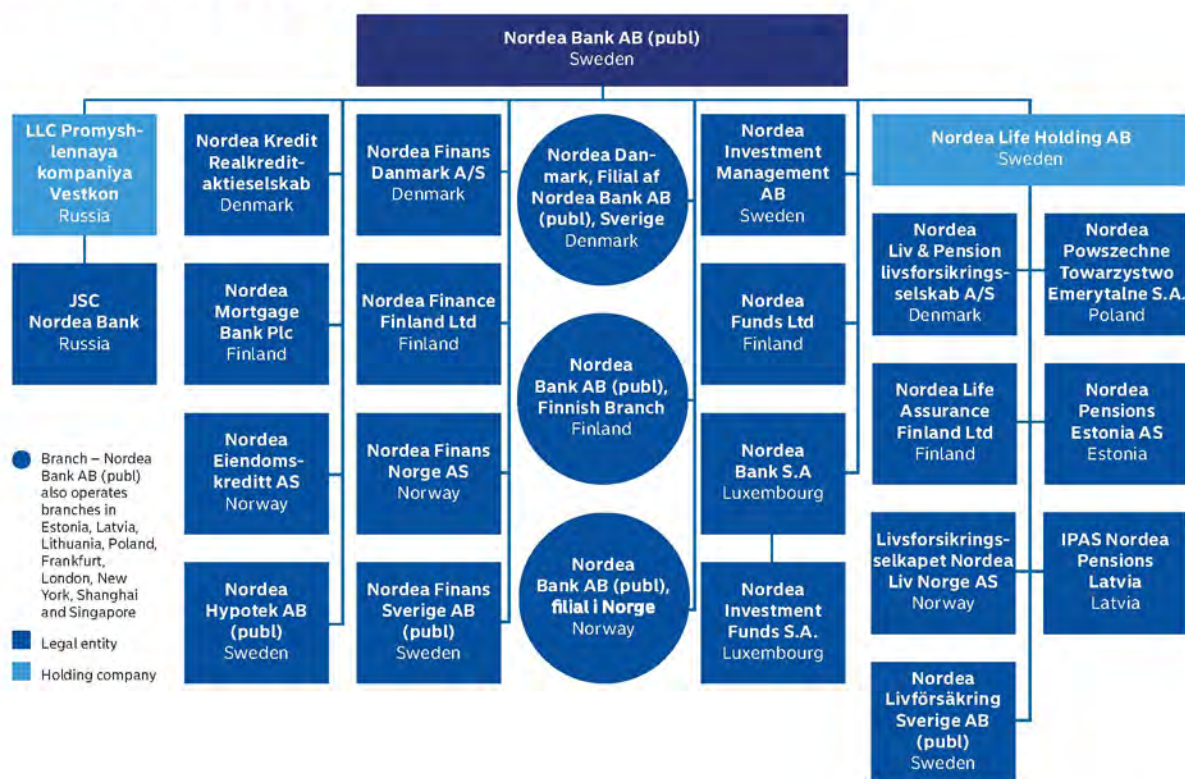 Nordea Bank AB (publ)
Sweden
LLC Promysh-
lennaya
kompaniya
Vestkon
Russia
JSC
Nordea Bank
Russia
Nordea Kredit
Realkredit-
aktieselskab
Denmark
Nordea
Mortgage
Bank Plc
Finland
Nordea
Eiendoms-
kreditt AS
Norway
Nordea
Hypotek AB
(publ)
Sweden
Nordea Finans
Danmark A/S
Denmark
Nordea Finance
Finland Ltd
Finland
Nordea Finans
Norge AS
Norway
Nordea Finans
Sverige AB
(publ)
Sweden
Nordea Dan-
mark, Filial af
Nordea Bank AB
(publ), Sverige
Denmark
Nordea
Bank AB (publ),
Finnish Branch
Finland
Nordea
Bank AB (publ),
filial i Norge
Norway
Nordea
Investment
Management
AB
Sweden
Nordea
Funds Ltd
Finland
Nordea
Bank S.A
Luxembourg
Nordea
Investment
Funds S.A.
Luxembourg
Nordea Life Holding AB
Sweden
Nordea
Liv & Pension
livsforsikrings-
selskab A/S
Denmark
Nordea
Powszechne
Towarzystwo
Emerytalne S.A.
Poland
Nordea Life
Assurance
Finland Ltd
Finland
Nordea
Pensions
Estonia AS
Estonia
Livsforsikrings-
selkapet Nordea
Liv Norge AS
Norway
IPAS Nordea
Pensions
Latvia
Latvia
Nordea
Livförsäkring
Sverige AB
(publ)
Sweden
Branch – Nordea
Bank AB (publ)
also operates
branches in
Estonia, Latvia,
Lithuania, Poland,
Frankfurt,
London, New
York, Shanghai
and Singapore
Legal entity
Holding company